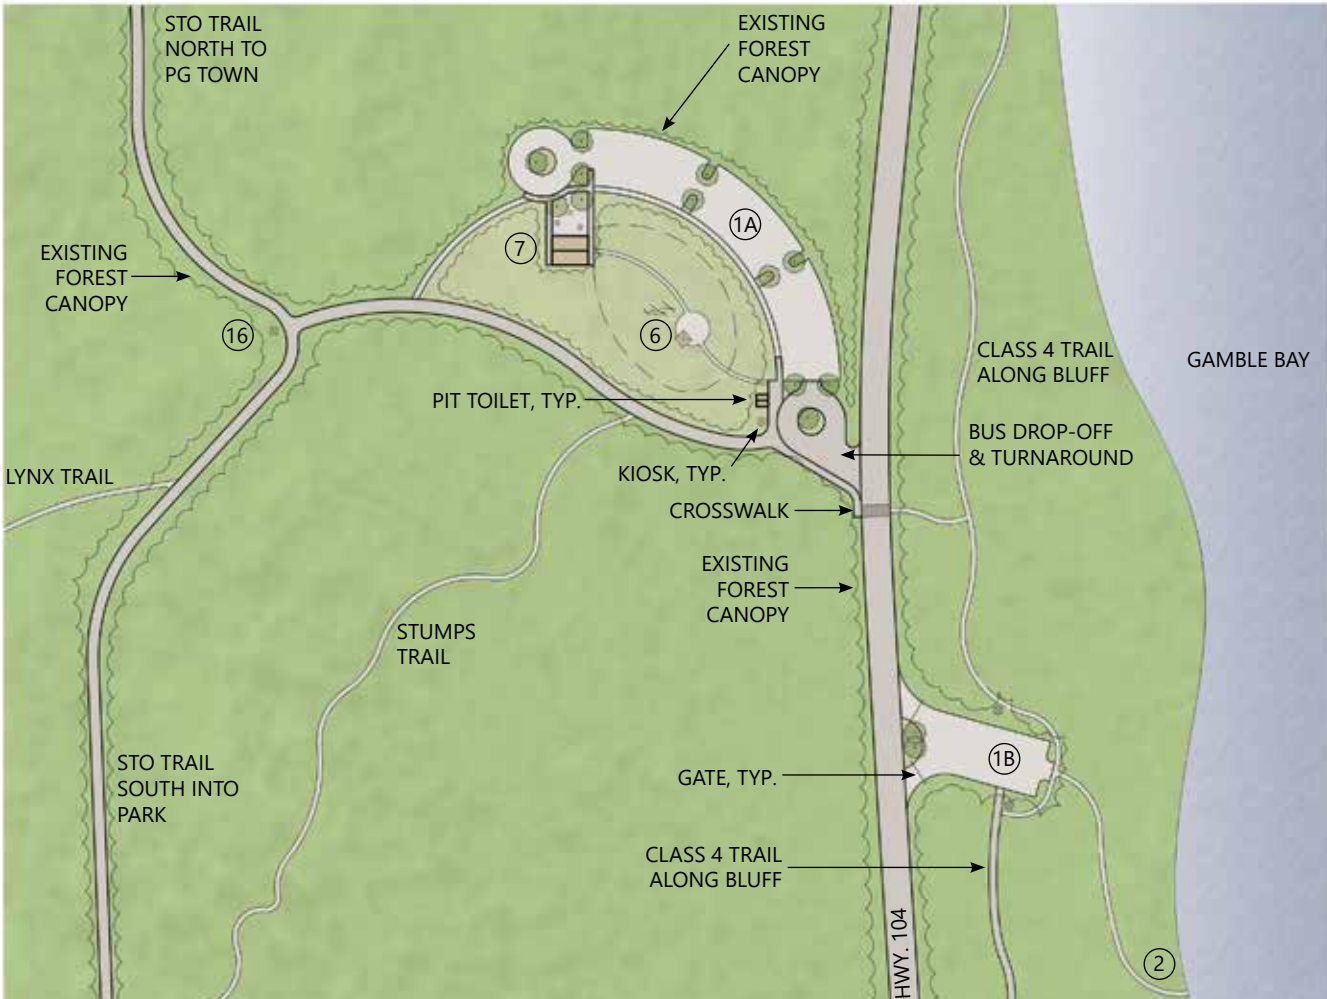 STO TRAIL
NORTH TO
PG TOWN
EXISTING
FOREST
CANOPY
1A
7
EXISTING
FOREST
CANOPY
16
6
CLASS 4 TRAIL
ALONG BLUFF
GAMBLE BAY
PIT TOILET, TYP.
BUS DROP-OFF
& TURNAROUND
KIOSK, TYP.
LYNX TRAIL
CROSSWALK
EXISTING
FOREST
CANOPY
STUMPS
TRAIL
STO TRAIL
SOUTH INTO
PARK
1B
GATE, TYP.
CLASS 4 TRAIL
ALONG BLUFF
HWY. 104
2